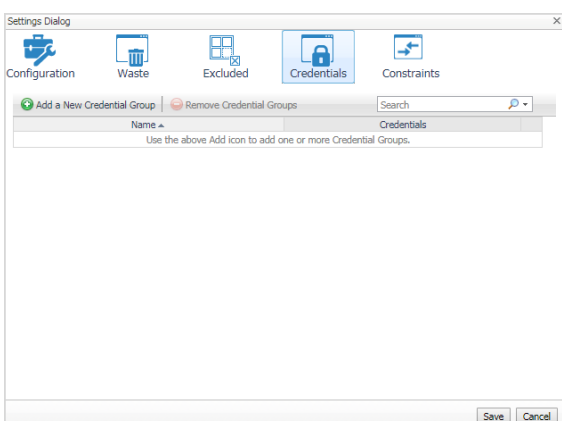 Settings Dialog
Configuration Waste Excluded Credentials Constraints
Add a New Credential Group Remove Credential Groups Search
Name Credentials
Use the above Add icon to add one or more Credential Groups.
Save Cancel